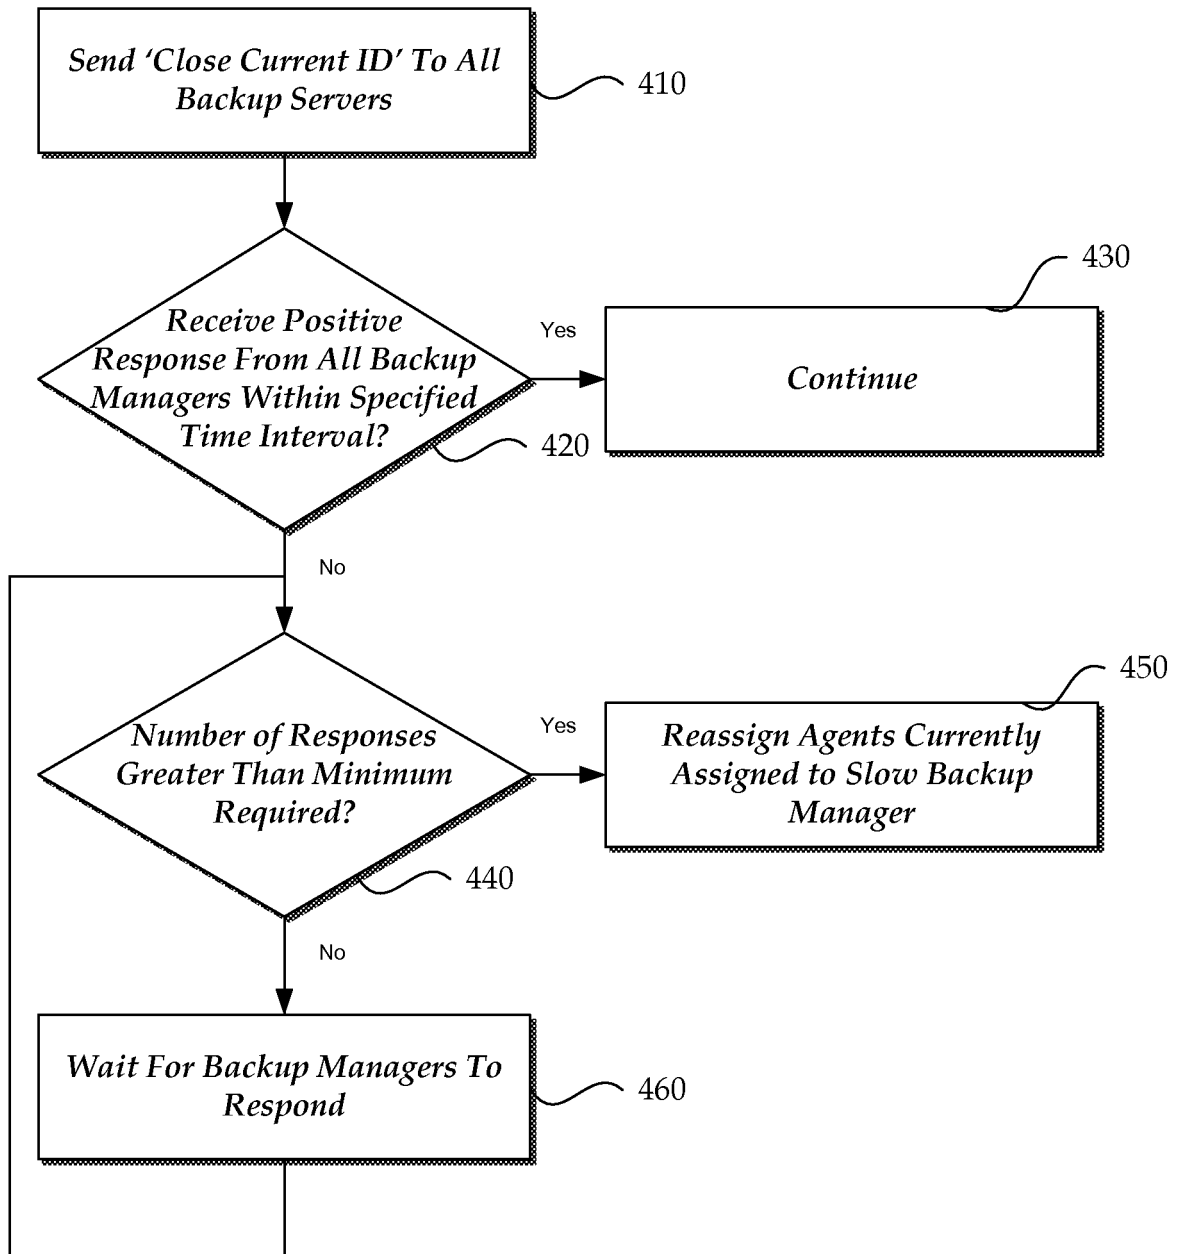 Send ‘Close Current ID’ To All
Backup Servers
410
Receive Positive
Response From All Backup
Managers Within Specified
Time Interval?
420
Yes
430
Continue
No
Number of Responses
Greater Than Minimum
Required?
440
Yes
450
Reassign Agents Currently
Assigned to Slow Backup
Manager
No
Wait For Backup Managers To
Respond
460